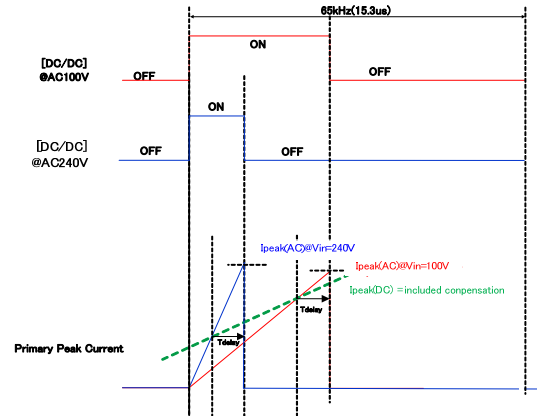 65kHz(15.3us)
[DC/DC]
@AC100V
OFF
ON
OFF
[DC/DC]
@AC240V
OFF
ON
OFF
Ipeak(AC)@Vin=240V
Ipeak(AC)@Vin=100V
Ipeak(DC) =included conpensation
Tdelay
Tdelay
Primary Peak Current